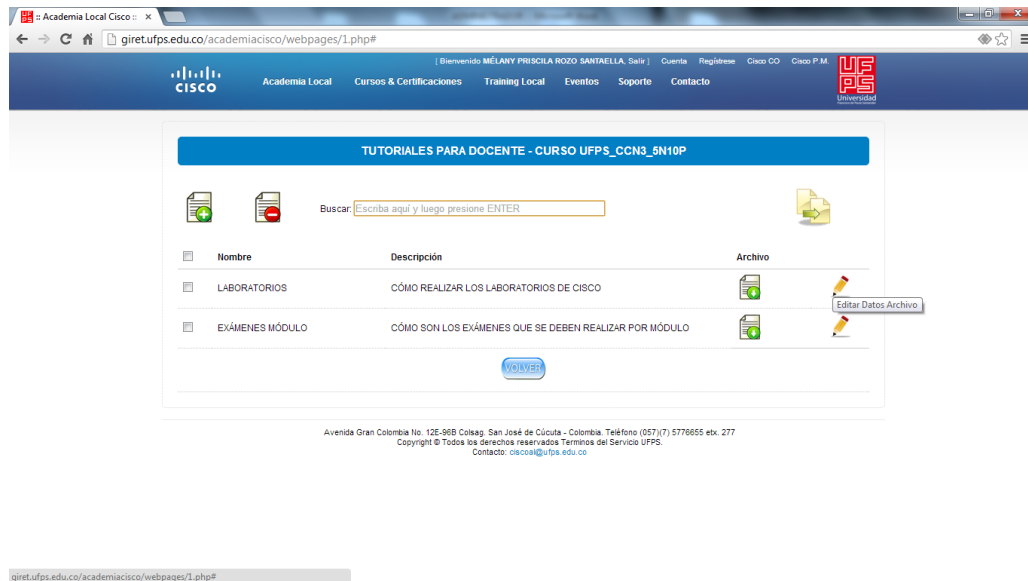 :: Academia Local Cisco ::
giret.ufps.edu.co/academiacisco/webpages/1.php#
[ Bienvenido MÉLANY PRISCILA ROZO SANTAELLA, Salir ] Cuenta Regístrese Cisco CO Cisco P.M.
CISCO
Academia Local Cursos & Certificaciones Training Local Eventos Soporte Contacto
UFPS
Universidad
TUTORIALES PARA DOCENTE - CURSO UFPS_CCN3_5N10P
Buscar: Escriba aquí y luego presione ENTER
Nombre Descripción Archivo
LABORATORIOS CÓMO REALIZAR LOS LABORATORIOS DE CISCO
Editar Datos Archivo
EXÁMENES MÓDULO CÓMO SON LOS EXÁMENES QUE SE DEBEN REALIZAR POR MÓDULO
VOLVER
Avenida Gran Colombia No. 12E-96B Colsag. San José de Cúcuta - Colombia. Teléfono (057)(7) 5776655 etx. 277
Copyright © Todos los derechos reservados Terminos del Servicio UFPS.
Contacto: ciscoal@ufps.edu.co
giret.ufps.edu.co/academiacisco/webpages/1.php#